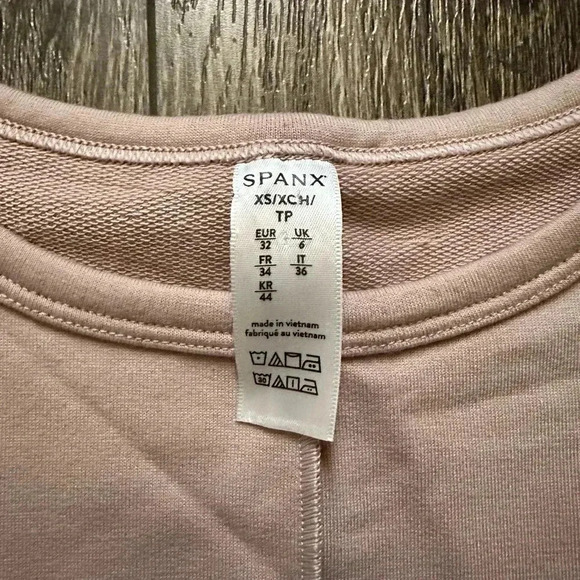 SPANX
XS/XCH/
TP
EUR UK
32 6
FR IT
34 36
KR
44
made in vietnam
fabriqué au vietnam
30